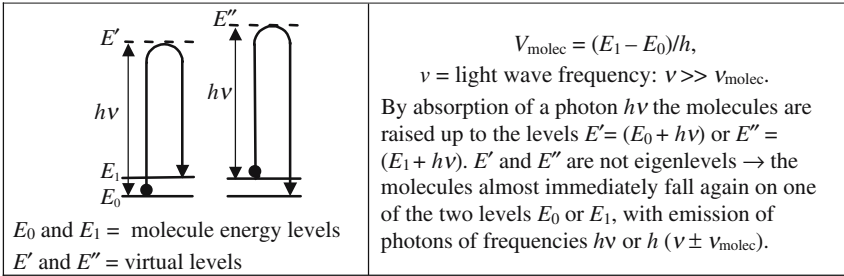 E′
E″
hν
hν
E₁
E₀
E₀ and E₁ = molecule energy levels
E′ and E″ = virtual levels
V_molec = (E₁ – E₀)/h,
ν = light wave frequency: ν >> ν_molec.
By absorption of a photon hν the molecules are
raised up to the levels E′= (E₀ + hν) or E″ =
(E₁ + hν). E′ and E″ are not eigenlevels → the
molecules almost immediately fall again on one
of the two levels E₀ or E₁, with emission of
photons of frequencies hν or h (ν ± ν_molec).